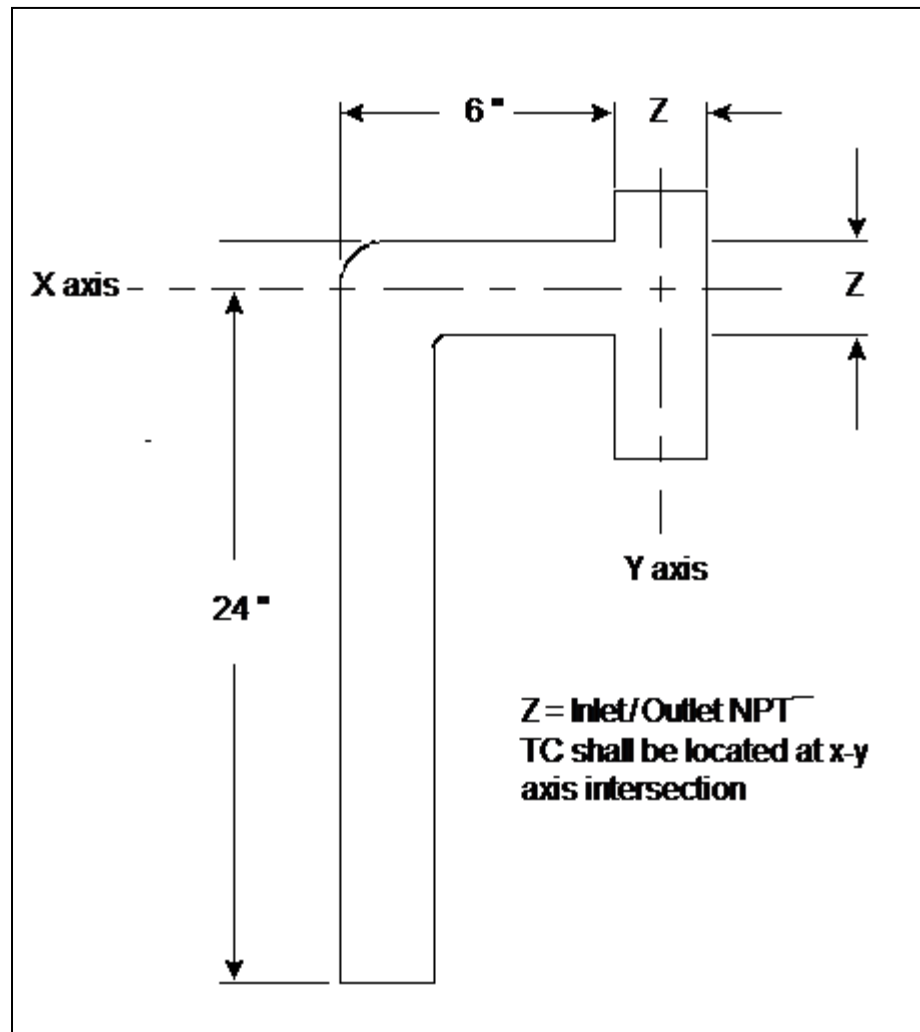 6 "
Z
X axis
Z
Y axis
24 "
Z = Inlet/Outlet NPT
TC shall be located at x-y
axis intersection